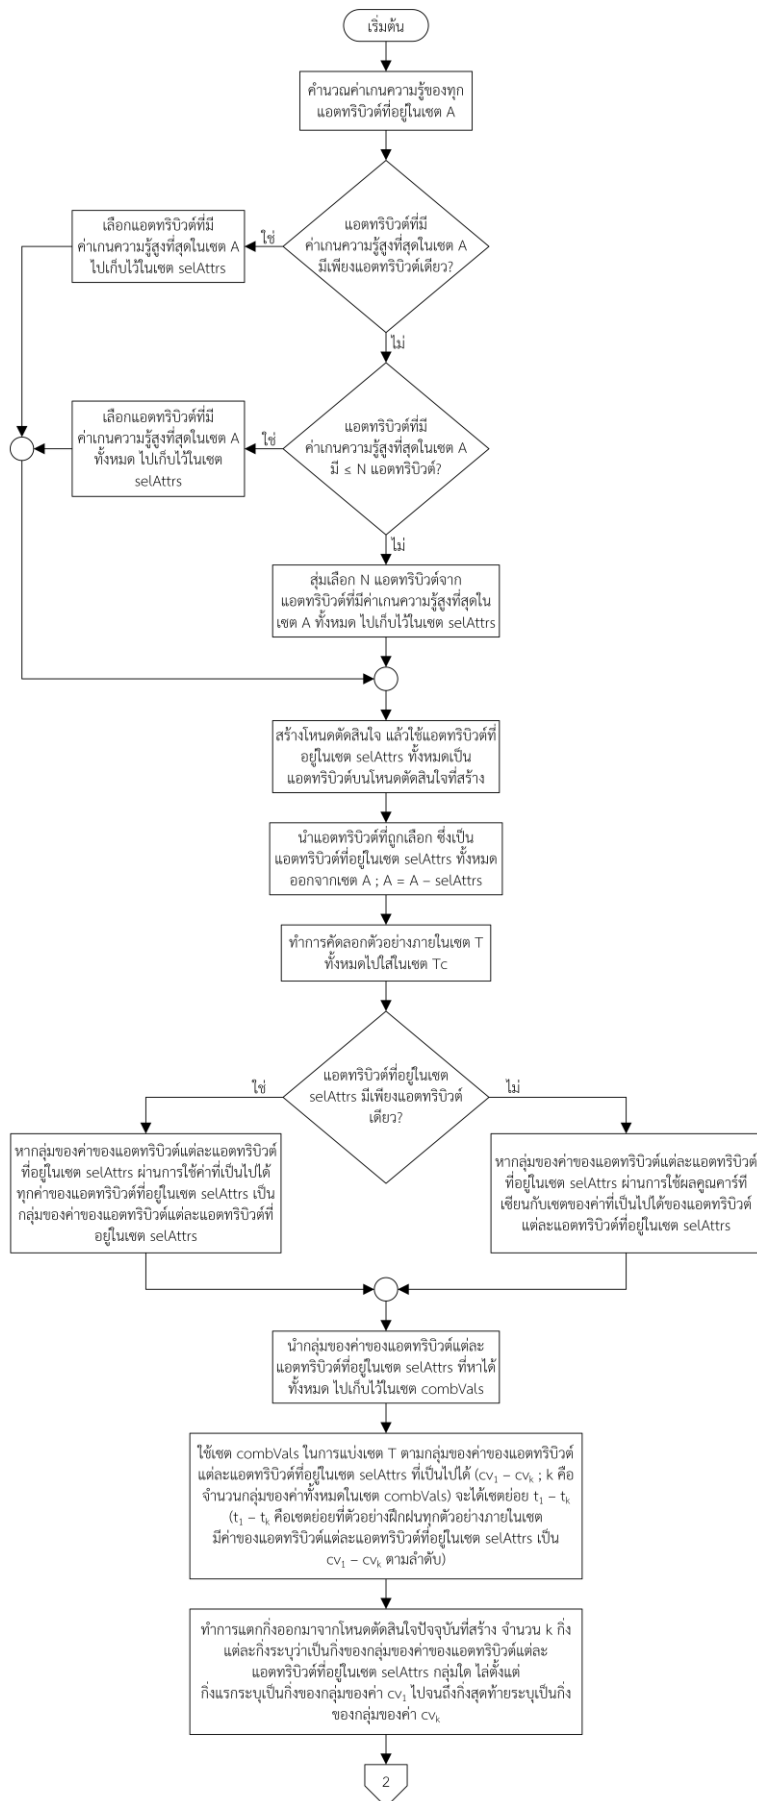 เริ่มต้น
คำนวณค่าเกนความรู้ของทุก
แอตทริบิวต์ที่อยู่ในเซต A
แอตทริบิวต์ที่มี
ค่าเกนความรู้สูงที่สุดในเซต A
มีเพียงแอตทริบิวต์เดียว?
ใช่
เลือกแอตทริบิวต์ที่มี
ค่าเกนความรู้สูงที่สุดในเซต A
ไปเก็บไว้ในเซต selAttrs
ไม่
แอตทริบิวต์ที่มี
ค่าเกนความรู้สูงที่สุดในเซต A
มี ≤ N แอตทริบิวต์?
ใช่
เลือกแอตทริบิวต์ที่มี
ค่าเกนความรู้สูงที่สุดในเซต A
ทั้งหมด ไปเก็บไว้ในเซต
selAttrs
ไม่
สุ่มเลือก N แอตทริบิวต์จาก
แอตทริบิวต์ที่มีค่าเกนความรู้สูงที่สุดใน
เซต A ทั้งหมด ไปเก็บไว้ในเซต selAttrs
สร้างโหนดตัดสินใจ แล้วใช้แอตทริบิวต์ที่
อยู่ในเซต selAttrs ทั้งหมดเป็น
แอตทริบิวต์บนโหนดตัดสินใจที่สร้าง
นำแอตทริบิวต์ที่ถูกเลือก ซึ่งเป็น
แอตทริบิวต์ที่อยู่ในเซต selAttrs ทั้งหมด
ออกจากเซต A ; A = A – selAttrs
ทำการคัดลอกตัวอย่างภายในเซต T
ทั้งหมดไปใส่ในเซต Tc
แอตทริบิวต์ที่อยู่ในเซต
selAttrs มีเพียงแอตทริบิวต์
เดียว?
ใช่
ไม่
หากลุ่มของค่าของแอตทริบิวต์แต่ละแอตทริบิวต์
ที่อยู่ในเซต selAttrs ผ่านการใช้ค่าที่เป็นไปได้
ทุกค่าของแอตทริบิวต์ที่อยู่ในเซต selAttrs เป็น
กลุ่มของค่าของแอตทริบิวต์แต่ละแอตทริบิวต์ที่
อยู่ในเซต selAttrs
หากลุ่มของค่าของแอตทริบิวต์แต่ละแอตทริบิวต์
ที่อยู่ในเซต selAttrs ผ่านการใช้ผลคูณคาร์ที
เซียนกับเซตของค่าที่เป็นไปได้ของแอตทริบิวต์
แต่ละแอตทริบิวต์ที่อยู่ในเซต selAttrs
นำกลุ่มของค่าของแอตทริบิวต์แต่ละ
แอตทริบิวต์ที่อยู่ในเซต selAttrs ที่หาได้
ทั้งหมด ไปเก็บไว้ในเซต combVals
ใช้เซต combVals ในการแบ่งเซต T ตามกลุ่มของค่าของแอตทริบิวต์
แต่ละแอตทริบิวต์ที่อยู่ในเซต selAttrs ที่เป็นไปได้ (cv₁ – cvₖ ; k คือ
จำนวนกลุ่มของค่าทั้งหมดในเซต combVals) จะได้เซตย่อย t₁ – tₖ
(t₁ – tₖ คือเซตย่อยที่ตัวอย่างฝึกฝนทุกตัวอย่างภายในเซต
มีค่าของแอตทริบิวต์แต่ละแอตทริบิวต์ที่อยู่ในเซต selAttrs เป็น
cv₁ – cvₖ ตามลำดับ)
ทำการแตกกิ่งออกมาจากโหนดตัดสินใจปัจจุบันที่สร้าง จำนวน k กิ่ง
แต่ละกิ่งระบุว่าเป็นกิ่งของกลุ่มของค่าของแอตทริบิวต์แต่ละ
แอตทริบิวต์ที่อยู่ในเซต selAttrs กลุ่มใด ไล่ตั้งแต่
กิ่งแรกระบุเป็นกิ่งของกลุ่มของค่า cv₁ ไปจนถึงกิ่งสุดท้ายระบุเป็นกิ่ง
ของกลุ่มของค่า cvₖ
2